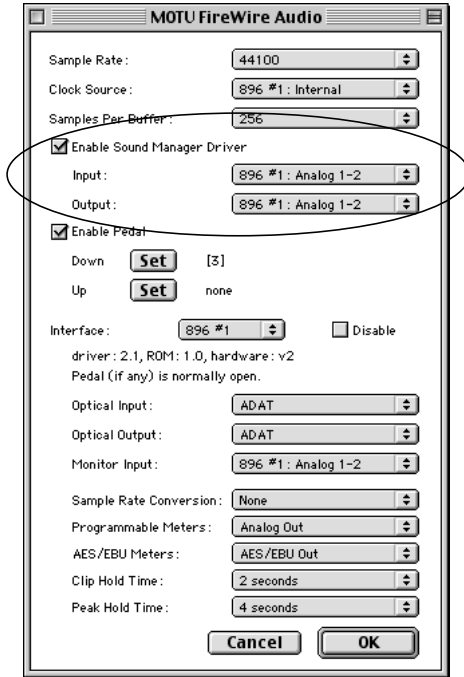 MOTU FireWire Audio
Sample Rate: 44100
Clock Source: 896 #1: Internal
Samples Per Buffer: 256
Enable Sound Manager Driver
Input: 896 #1: Analog 1-2
Output: 896 #1: Analog 1-2
Enable Pedal
Down Set [3]
Up Set none
Interface: 896 #1 Disable
driver: 2.1, ROM: 1.0, hardware: v2
Pedal (if any) is normally open.
Optical Input: ADAT
Optical Output: ADAT
Monitor Input: 896 #1: Analog 1-2
Sample Rate Conversion: None
Programmable Meters: Analog Out
AES/EBU Meters: AES/EBU Out
Clip Hold Time: 2 seconds
Peak Hold Time: 4 seconds
Cancel OK